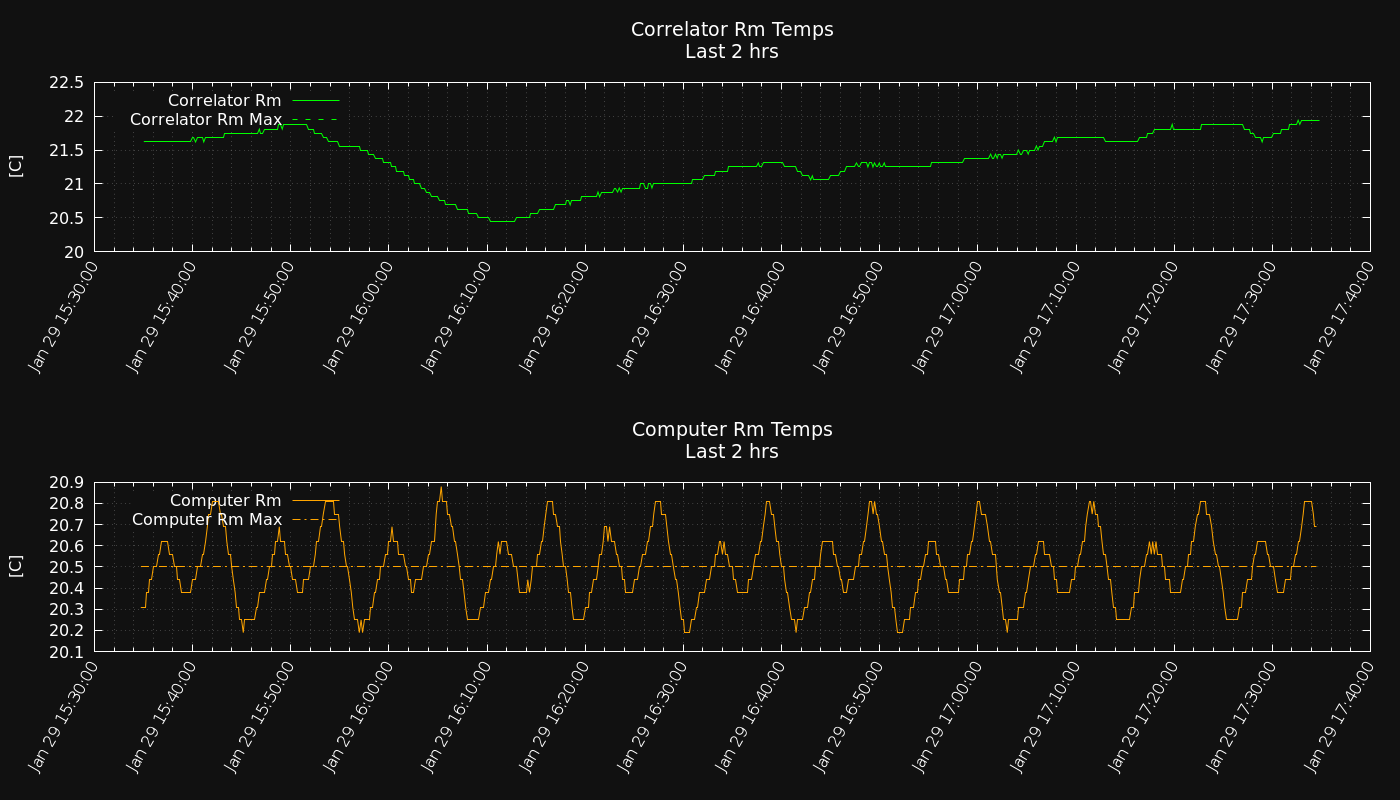 Correlator Rm Temps
Last 2 hrs
22.5
22
21.5
21
20.5
20
[C]
Correlator Rm
Correlator Rm Max
Jan 29 15:30:00
Jan 29 15:40:00
Jan 29 15:50:00
Jan 29 16:00:00
Jan 29 16:10:00
Jan 29 16:20:00
Jan 29 16:30:00
Jan 29 16:40:00
Jan 29 16:50:00
Jan 29 17:00:00
Jan 29 17:10:00
Jan 29 17:20:00
Jan 29 17:30:00
Jan 29 17:40:00
Computer Rm Temps
Last 2 hrs
20.9
20.8
20.7
20.6
20.5
20.4
20.3
20.2
20.1
[C]
Computer Rm
Computer Rm Max
Jan 29 15:30:00
Jan 29 15:40:00
Jan 29 15:50:00
Jan 29 16:00:00
Jan 29 16:10:00
Jan 29 16:20:00
Jan 29 16:30:00
Jan 29 16:40:00
Jan 29 16:50:00
Jan 29 17:00:00
Jan 29 17:10:00
Jan 29 17:20:00
Jan 29 17:30:00
Jan 29 17:40:00